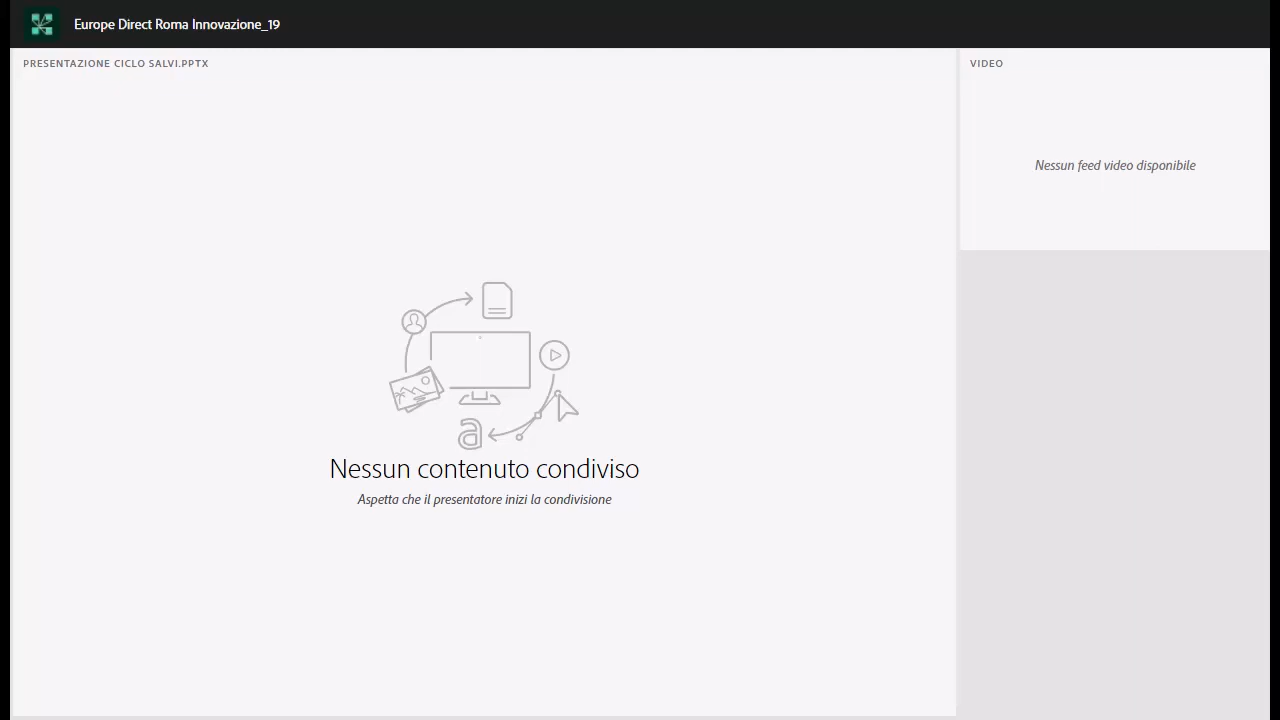 Europe Direct Roma Innovazione_19
PRESENTAZIONE CICLO SALVI.PPTX
VIDEO
Nessun feed video disponibile
a
Nessun contenuto condiviso
Aspetta che il presentatore inizi la condivisione